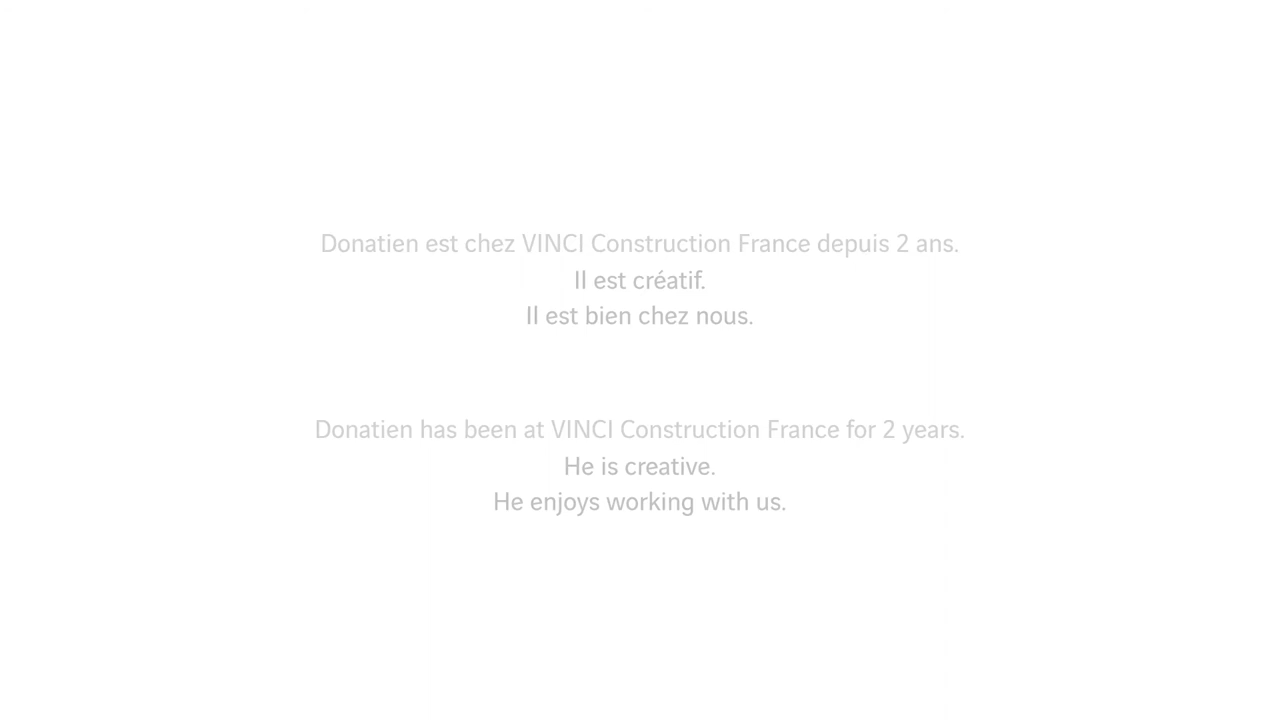 Donatien est chez VINCI Construction France depuis 2 ans.
Il est créatif.
Il est bien chez nous.
Donatien has been at VINCI Construction France for 2 years.
He is creative.
He enjoys working with us.